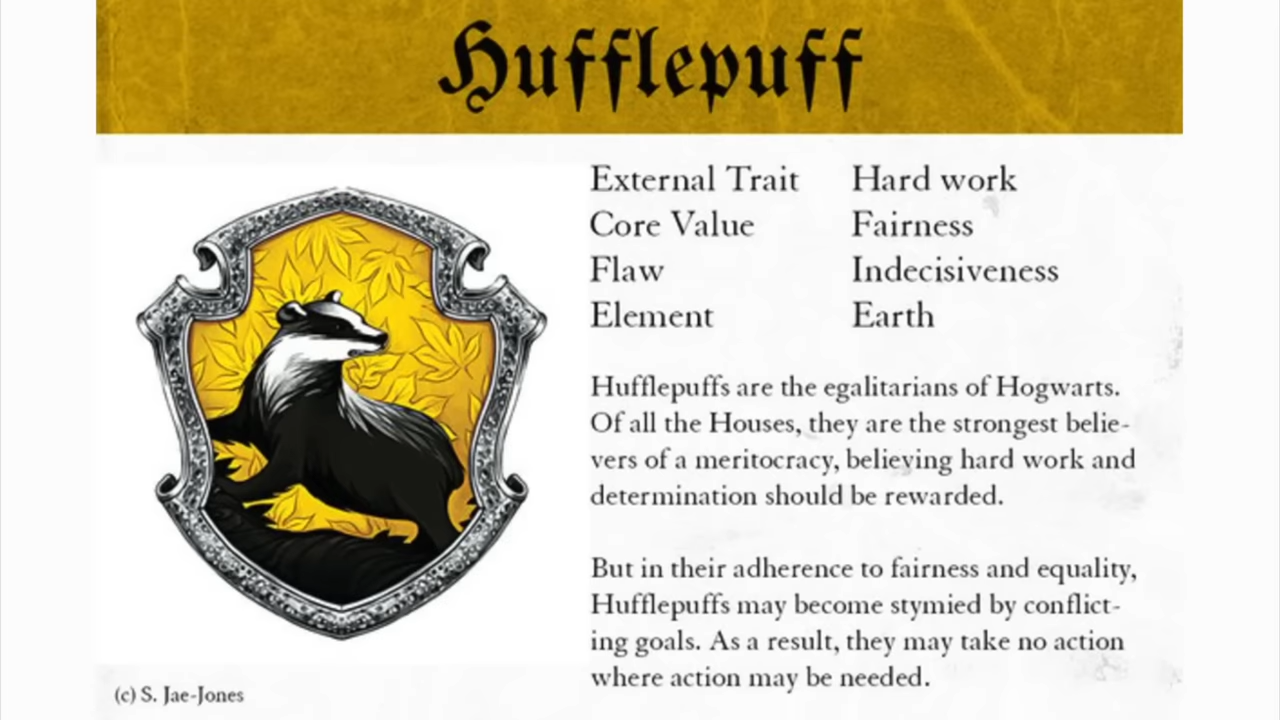 Hufflepuff
External Trait Hard work
Core Value Fairness
Flaw Indecisiveness
Element Earth
Hufflepuffs are the egalitarians of Hogwarts.
Of all the Houses, they are the strongest belie-
vers of a meritocracy, believing hard work and
determination should be rewarded.
But in their adherence to fairness and equality,
Hufflepuffs may become stymied by conflict-
ing goals. As a result, they may take no action
where action may be needed.
(c) S. Jae-Jones